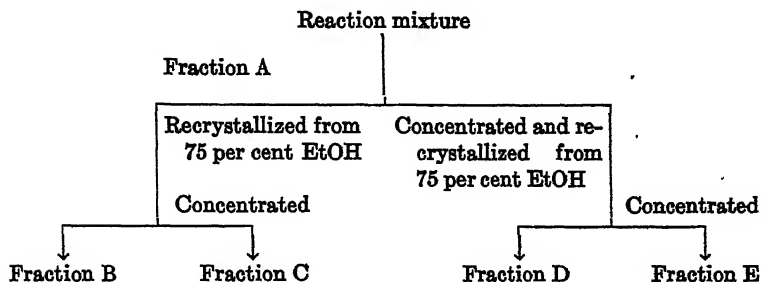 Reaction mixture
Fraction A
Recrystallized from
75 per cent EtOH
Concentrated and re-
crystallized from
75 per cent EtOH
Concentrated
Concentrated
Fraction B
Fraction C
Fraction D
Fraction E